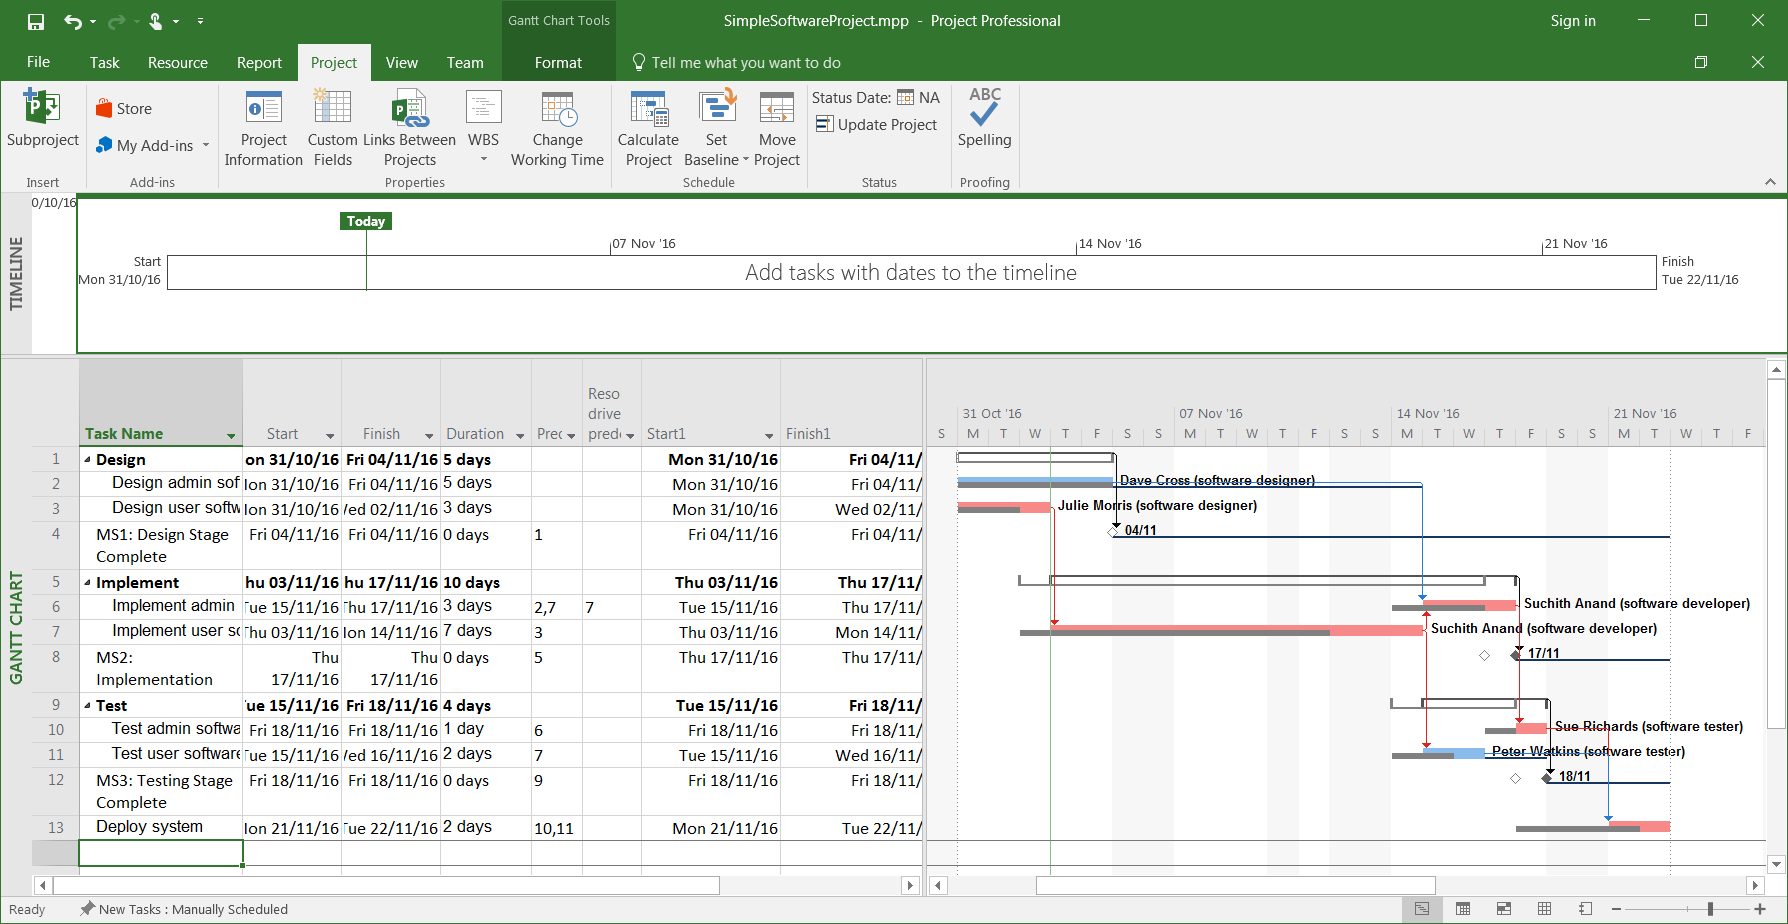 Gantt Chart Tools
SimpleSoftwareProject.mpp - Project Professional
Sign in
File Task Resource Report Project View Team Format Tell me what you want to do
Subproject
Store
My Add-ins
Project Information
Custom Fields
Links Between Projects
WBS
Change Working Time
Calculate Project
Set Baseline
Move Project
Status Date: NA
Update Project
ABC
Spelling
Insert Add-ins Properties Schedule Status Proofing
TIMELINE
0/10/16
Today
07 Nov '16 14 Nov '16 21 Nov '16
Start
Mon 31/10/16
Add tasks with dates to the timeline
Finish
Tue 22/11/16
GANTT CHART
Reso
drive
Task Name Start Finish Duration Prec pred Start1 Finish1
1 Design on 31/10/16 Fri 04/11/16 5 days Mon 31/10/16 Fri 04/11/
2 Design admin sof on 31/10/16 Fri 04/11/16 5 days Mon 31/10/16 Fri 04/11/
3 Design user softw on 31/10/16 ed 02/11/16 3 days Mon 31/10/16 Wed 02/11/
4 MS1: Design Stage Fri 04/11/16 Fri 04/11/16 0 days 1 Fri 04/11/16 Fri 04/11/
Complete
5 Implement hu 03/11/16 hu 17/11/16 10 days Thu 03/11/16 Thu 17/11/
6 Implement admin Tue 15/11/16 Thu 17/11/16 3 days 2,7 7 Tue 15/11/16 Thu 17/11/
7 Implement user so Thu 03/11/16 on 14/11/16 7 days 3 Thu 03/11/16 Mon 14/11/
8 MS2: Thu Thu 0 days 5 Thu 17/11/16 Thu 17/11/
Implementation 17/11/16 17/11/16
9 Test ue 15/11/16 Fri 18/11/16 4 days Tue 15/11/16 Fri 18/11/
10 Test admin softwa Fri 18/11/16 Fri 18/11/16 1 day 6 Fri 18/11/16 Fri 18/11/
11 Test user software Tue 15/11/16 ed 16/11/16 2 days 7 Tue 15/11/16 Wed 16/11/
12 MS3: Testing Stage Fri 18/11/16 Fri 18/11/16 0 days 9 Fri 18/11/16 Fri 18/11/
Complete
13 Deploy system on 21/11/16 Tue 22/11/16 2 days 10,11 Mon 21/11/16 Tue 22/11/
31 Oct '16 07 Nov '16 14 Nov '16 21 Nov '16
S M T W T F S S M T W T F S S M T W T F S S M T W T F
Dave Cross (software designer)
Julie Morris (software designer)
04/11
Suchith Anand (software developer)
Suchith Anand (software developer)
17/11
Sue Richards (software tester)
Peter Watkins (software tester)
18/11
Ready New Tasks : Manually Scheduled